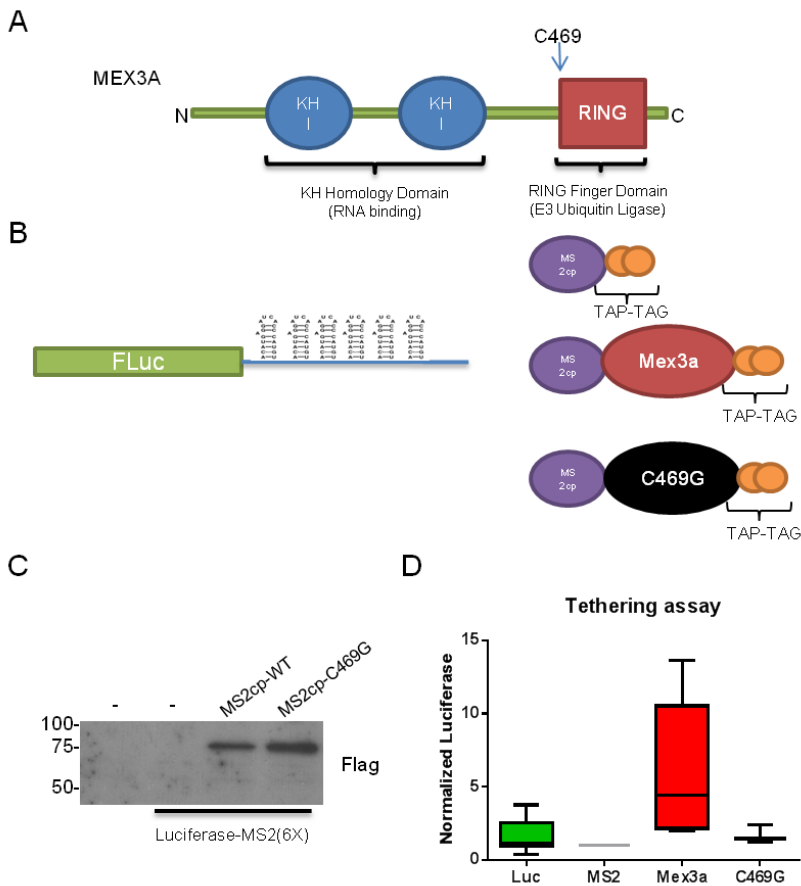 A
C469
MEX3A
N
KH
I
KH
I
RING
C
KH Homology Domain
(RNA binding)
RING Finger Domain
(E3 Ubiquitin Ligase)
B
MS
2cp
TAP-TAG
FLuc
MS
2cp
Mex3a
TAP-TAG
MS
2cp
C469G
TAP-TAG
C
- - MS2cp-WT MS2cp-C469G
100-
75-
50-
Flag
Luciferase-MS2(6X)
D
Tethering assay
Normalized Luciferase
15
10
5
0
Luc MS2 Mex3a C469G